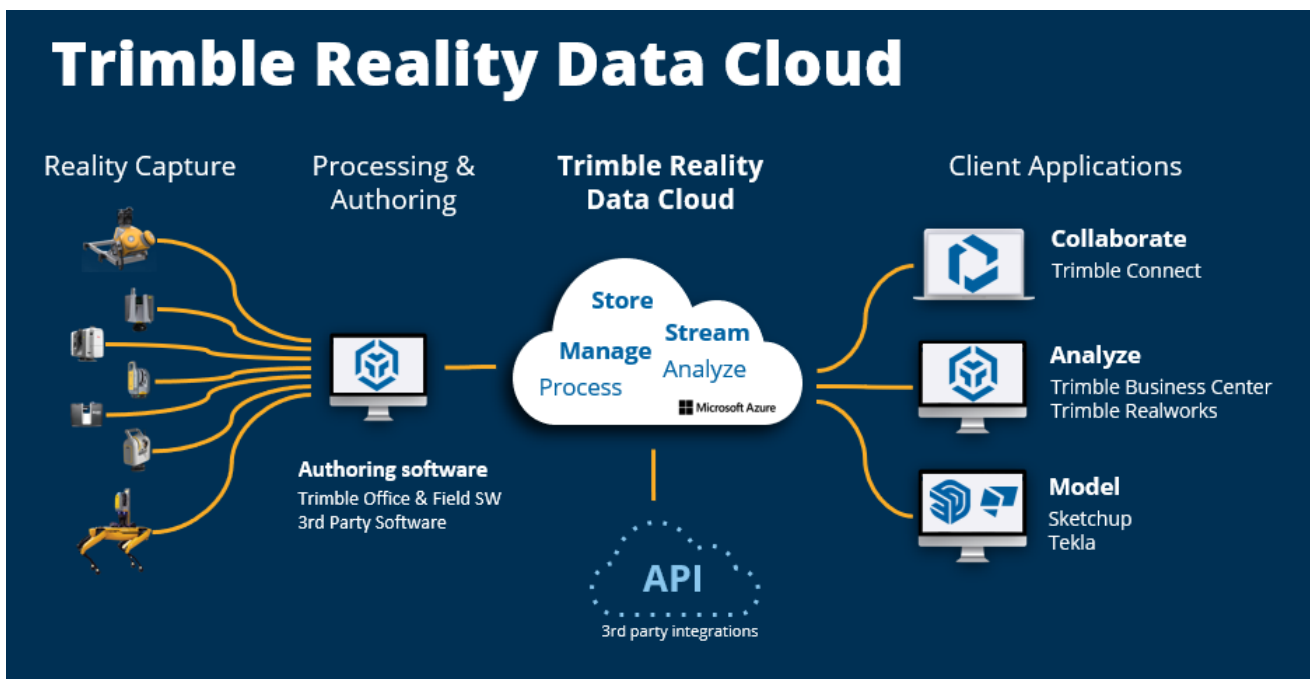 Trimble Reality Data Cloud
Reality Capture
Processing &
Authoring
Authoring software
Trimble Office & Field SW
3rd Party Software
Trimble Reality
Data Cloud
Store
Stream
Manage
Analyze
Process
Microsoft Azure
API
3rd party integrations
Client Applications
Collaborate
Trimble Connect
Analyze
Trimble Business Center
Trimble Realworks
Model
Sketchup
Tekla